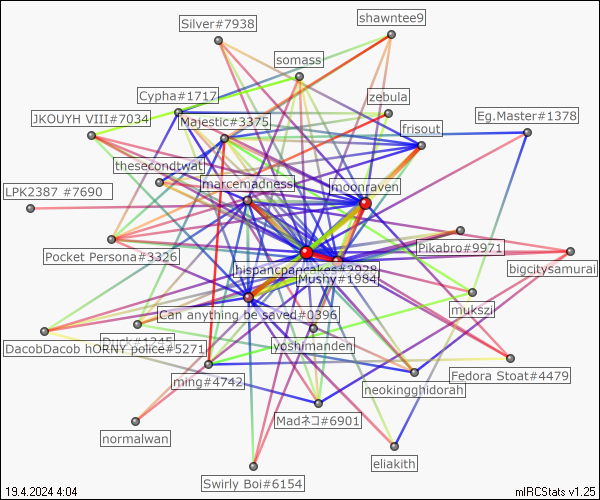 Silver#7938
shawntee9
somass
Cypha#1717
zebula
JKOUYH VIII#7034
Majestic#3375
Eg.Master#1378
frisout
thesecondtwat
LPK2387 #7690
marcemadness
moonraven
Pocket Persona#3326
Pikabro#9971
hispancpancakes#3928
bigcitysamurai
Mushy#1984
Can anything be saved#0396
mukszi
Duck#1245
DacobDacob hORNY police#5271
yoshimanden
ming#4742
neokingghidorah
Fedora Stoat#4479
Madネコ#6901
normalwan
eliakith
Swirly Boi#6154
19.4.2024 4:04
mIRCStats v1.25